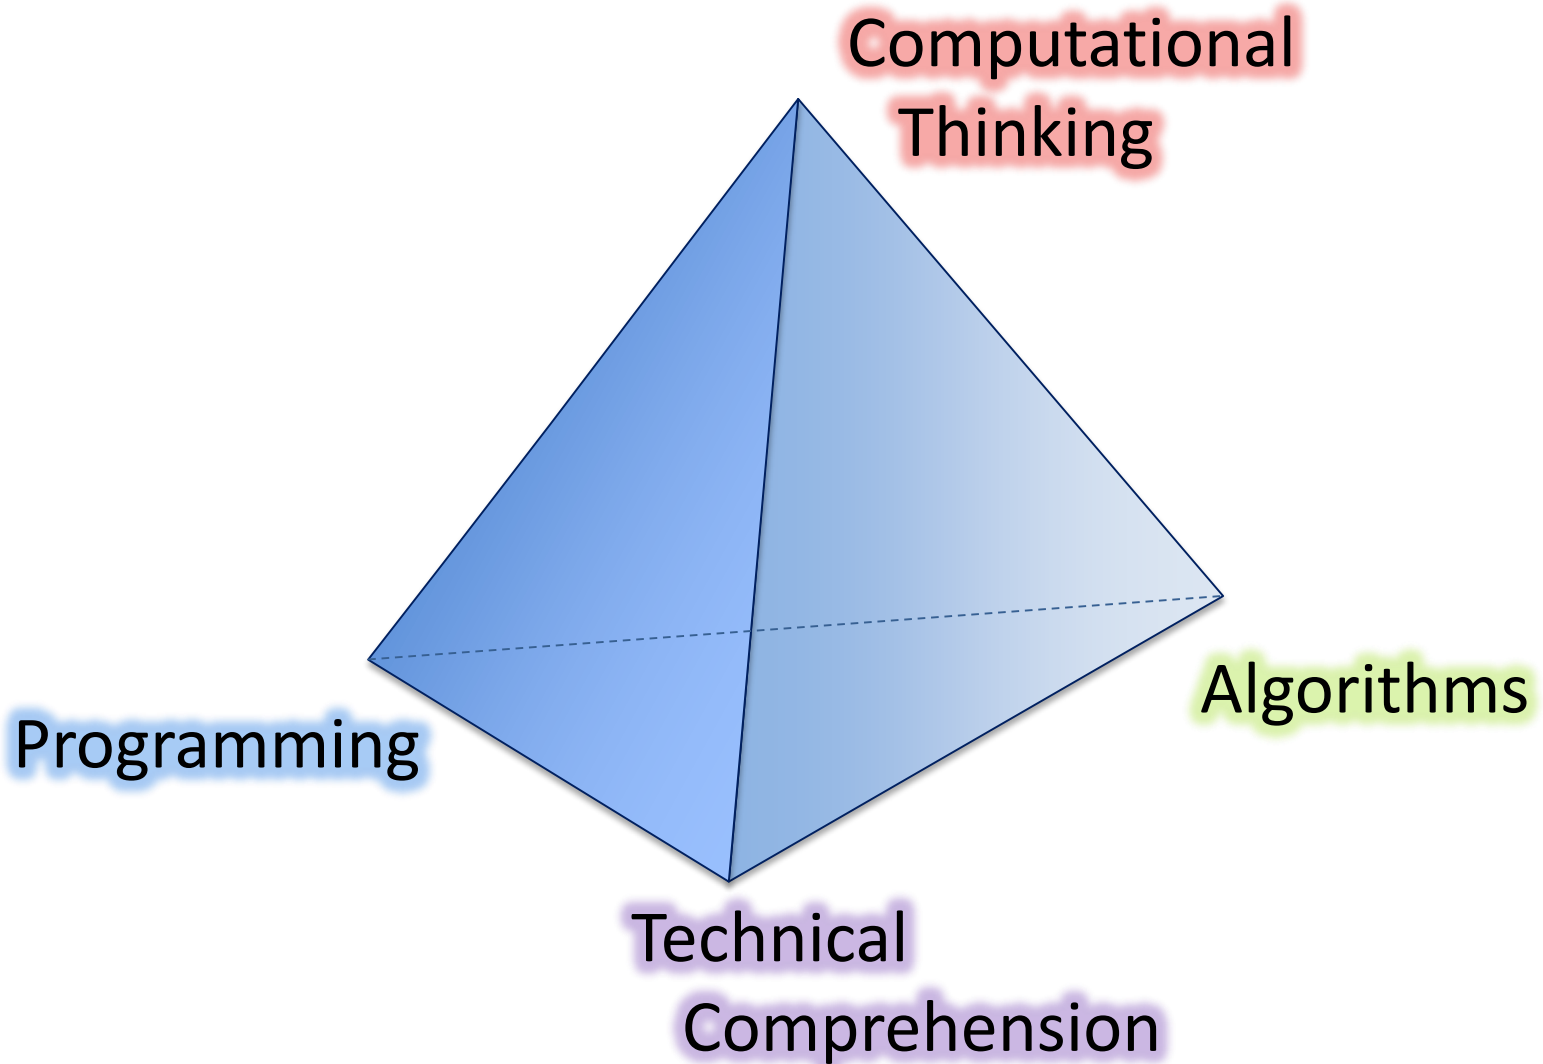 Computational
Thinking
Programming
Algorithms
Technical
Comprehension